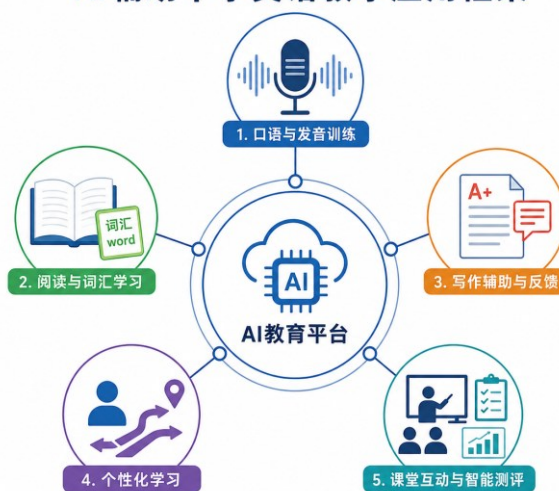 1. 口语与发音训练
词汇
word
A+
2. 阅读与词汇学习
3. 写作辅助与反馈
AI
AI教育平台
4. 个性化学习
5. 课堂互动与智能测评